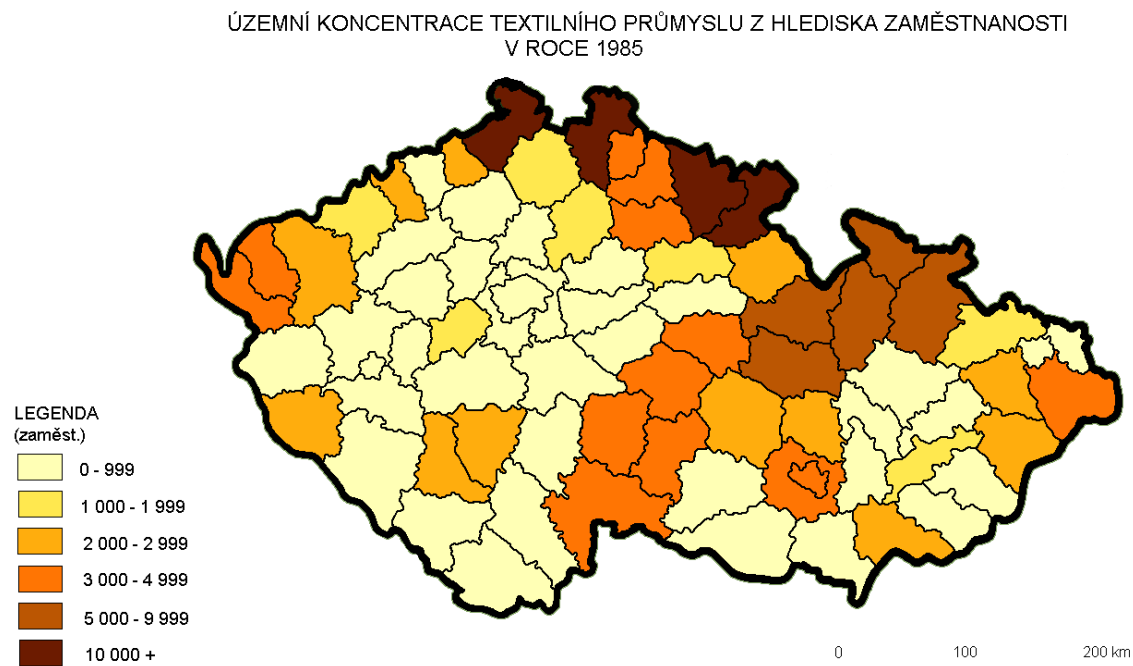 ÚZEMNÍ KONCENTRACE TEXTILNÍHO PRŮMYSLU Z HLEDISKA ZAMĚSTNANOSTI
V ROCE 1985
LEGENDA
(zaměst.)
0 - 999
1 000 - 1 999
2 000 - 2 999
3 000 - 4 999
5 000 - 9 999
10 000 +
0 100 200 km